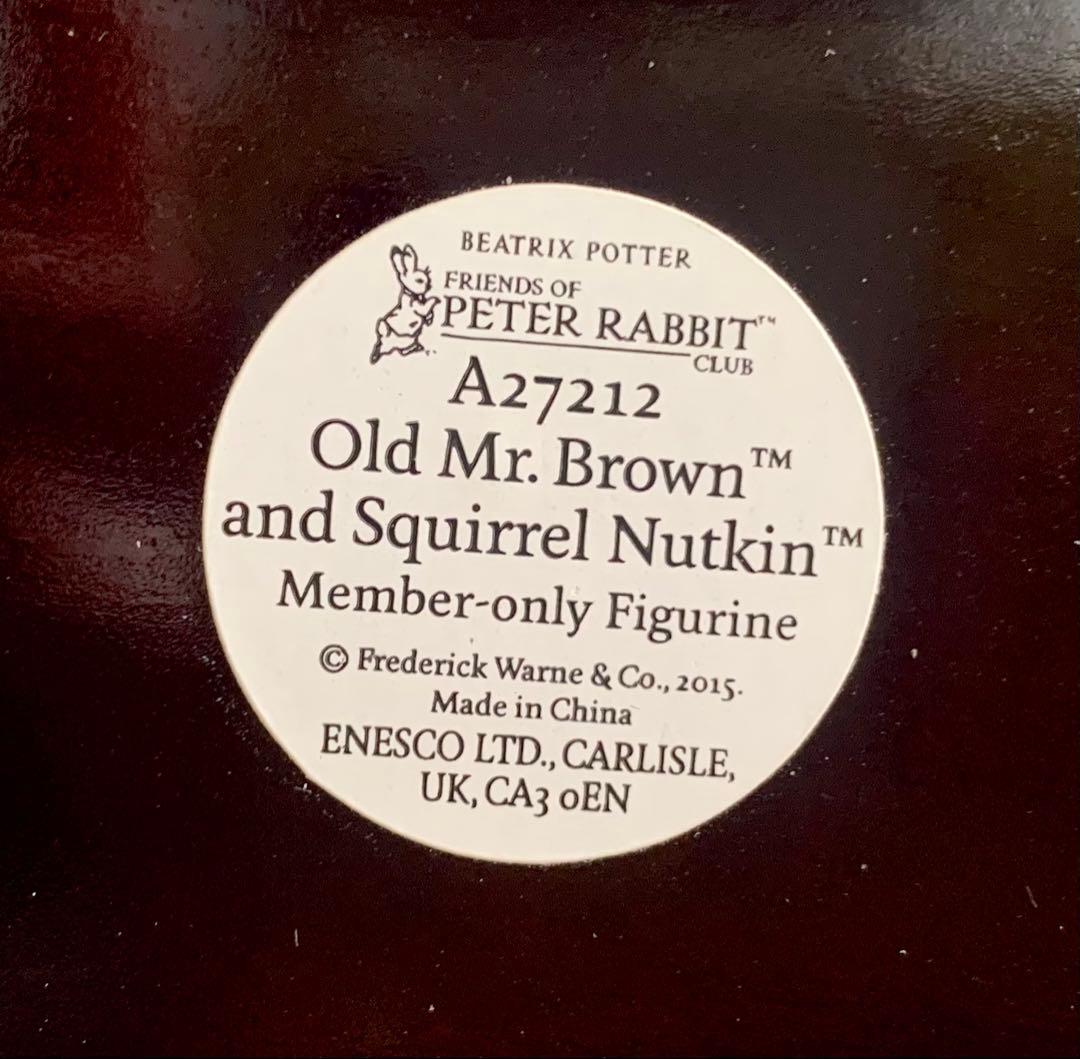 BEATRIX POTTER
FRIENDS OF
PETER RABBIT™
CLUB
A27212
Old Mr. Brown™
and Squirrel Nutkin™
Member-only Figurine
© Frederick Warne & Co., 2015.
Made in China
ENESCO LTD., CARLISLE,
UK, CA3 0EN